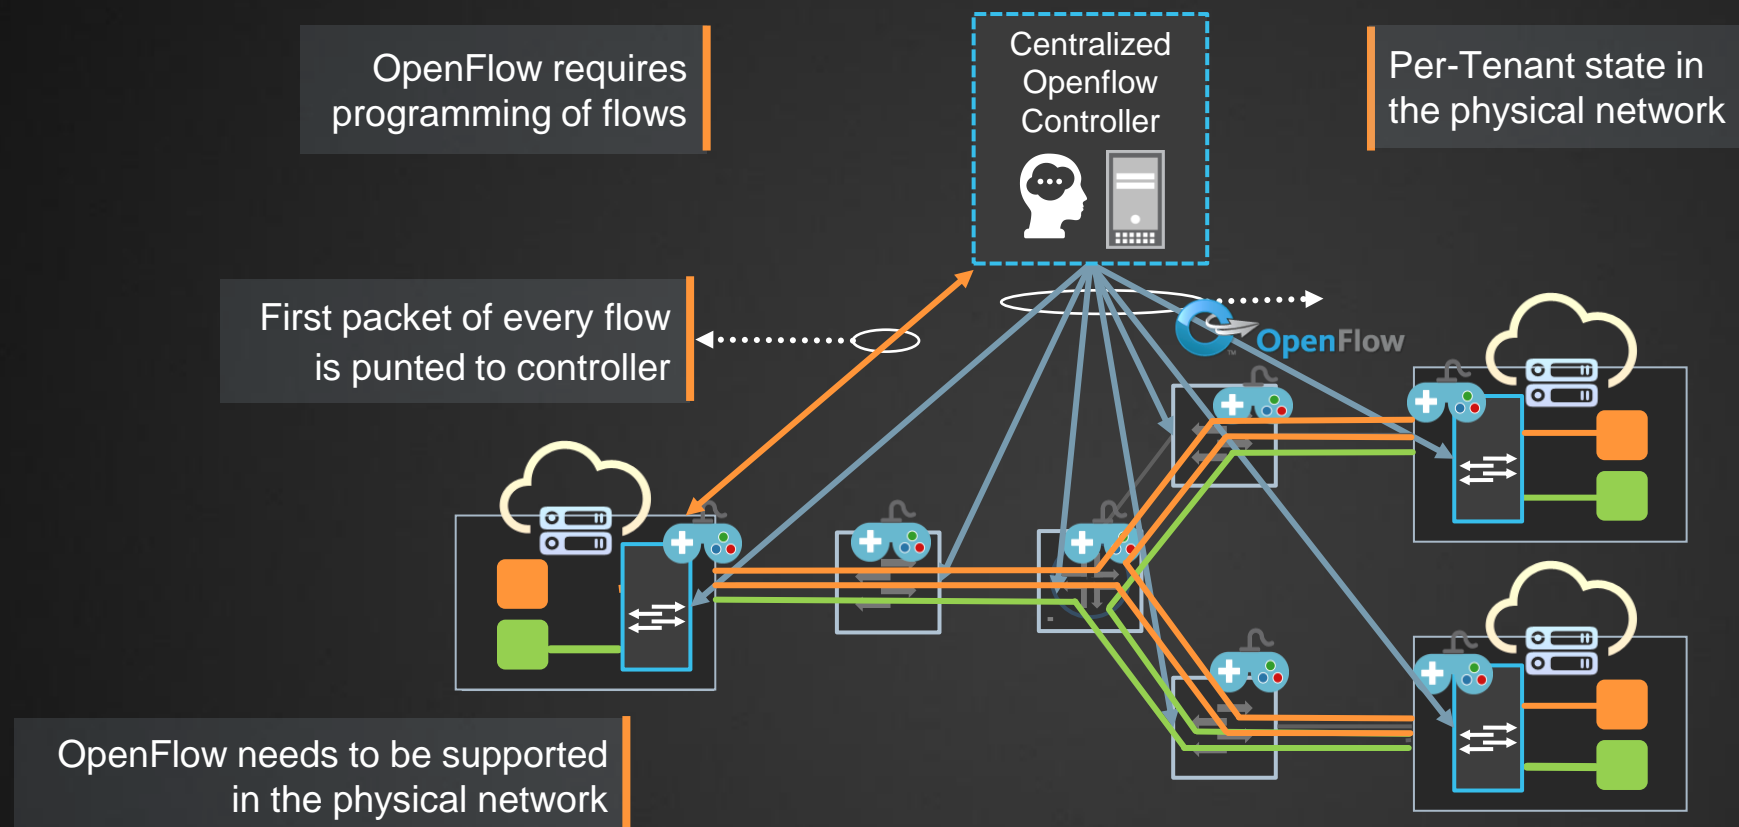 OpenFlow requires
programming of flows
Centralized
Openflow
Controller
Per-Tenant state in
the physical network
First packet of every flow
is punted to controller
OpenFlow
TM
OpenFlow needs to be supported
in the physical network